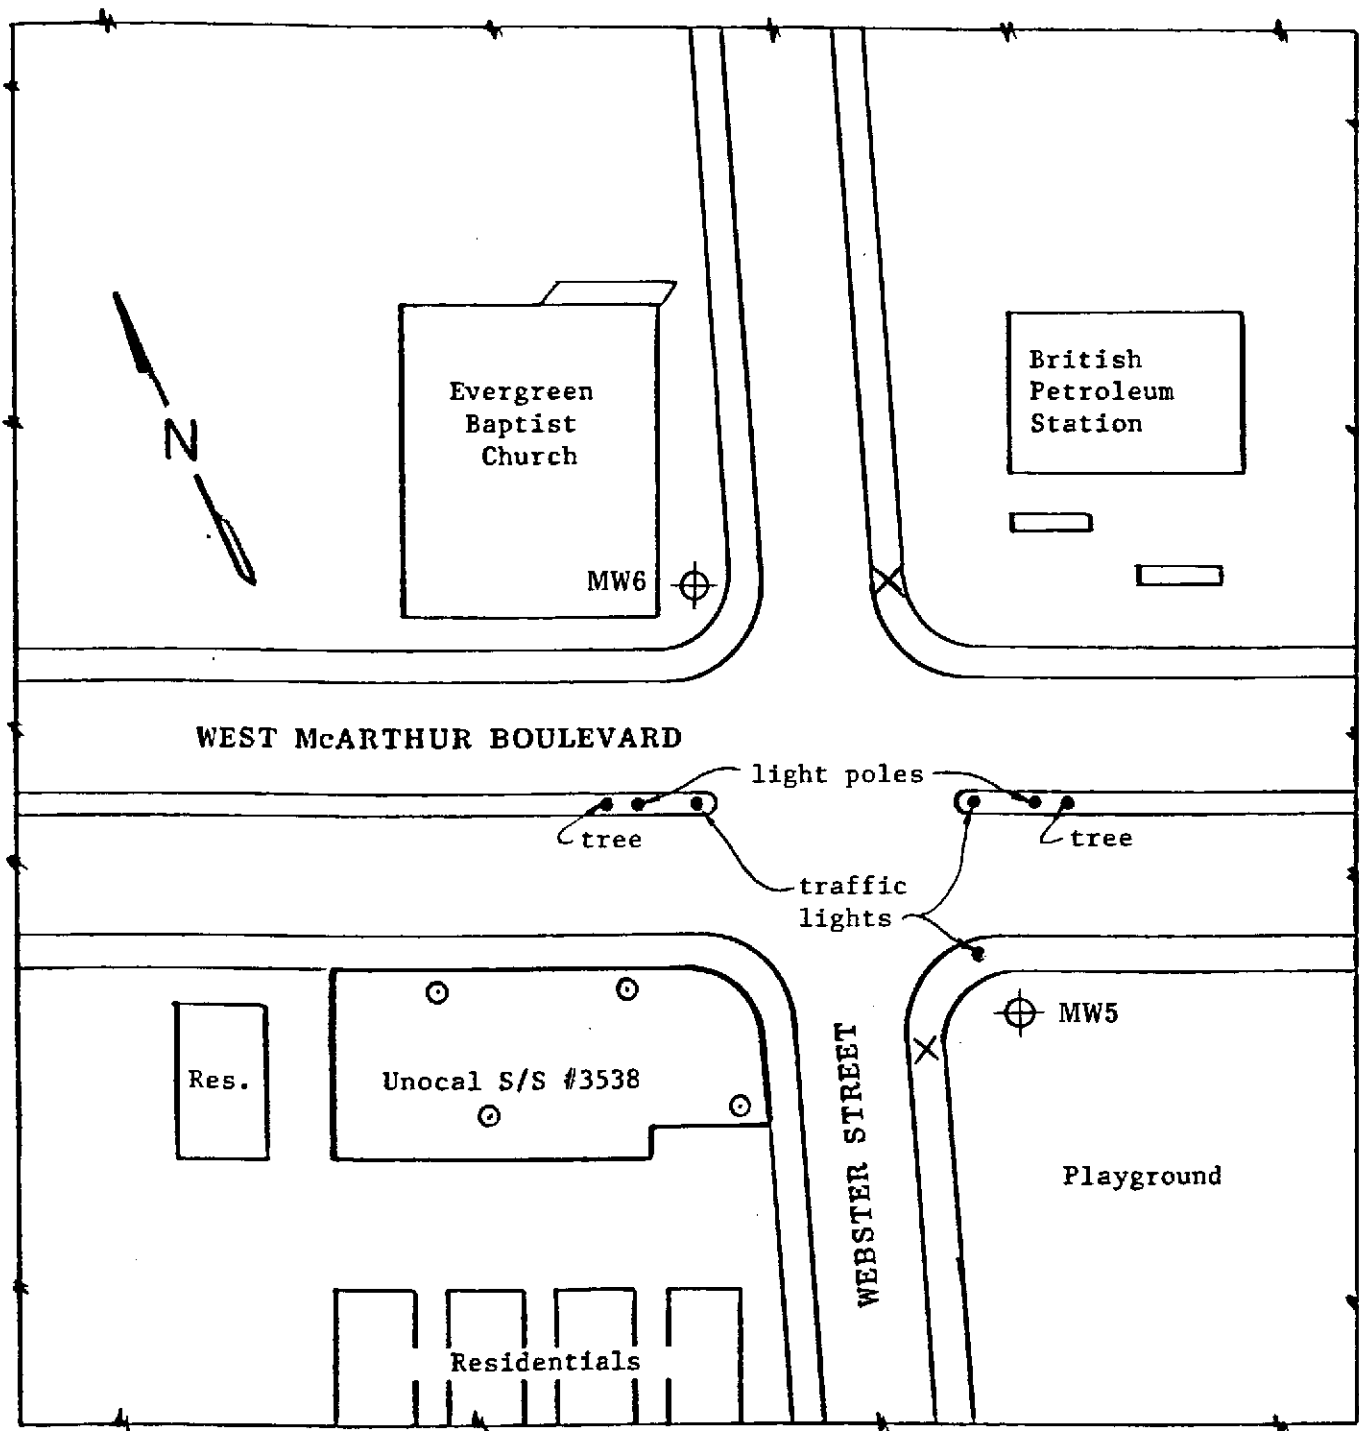 British
Petroleum
Station
Evergreen
Baptist
Church
N
MW6
WEST McARTHUR BOULEVARD
light poles
tree
tree
traffic
lights
MW5
WEBSTER STREET
Res.
Unocal S/S #3538
Playground
Residentials